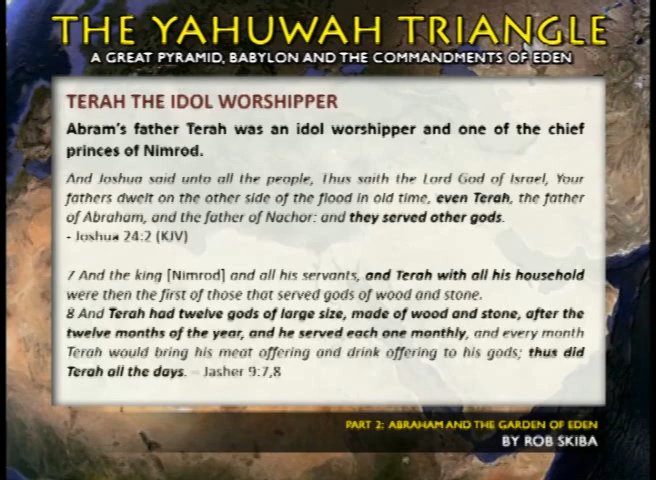 THE YAHUWAH TRIANGLE
A GREAT PYRAMID, BABYLON AND THE COMMANDMENTS OF EDEN
TERAH THE IDOL WORSHIPPER
Abram's father Terah was an idol worshipper and one of the chief
princes of Nimrod.
And Joshua said unto all the people, Thus saith the Lord God of Israel, Your
fathers dwelt on the other side of the flood in old time, even Terah, the father
of Abraham, and the father of Nachor: and they served other gods.
- Joshua 24:2 (KJV)
7 And the king [Nimrod] and all his servants, and Terah with all his household
were then the first of those that served gods of wood and stone.
8 And Terah had twelve gods of large size, made of wood and stone, after the
twelve months of the year, and he served each one monthly, and every month
Terah would bring his meat offering and drink offering to his gods; thus did
Terah all the days. – Jasher 9:7,8
PART 2: ABRAHAM AND THE GARDEN OF EDEN
BY ROB SKIBA